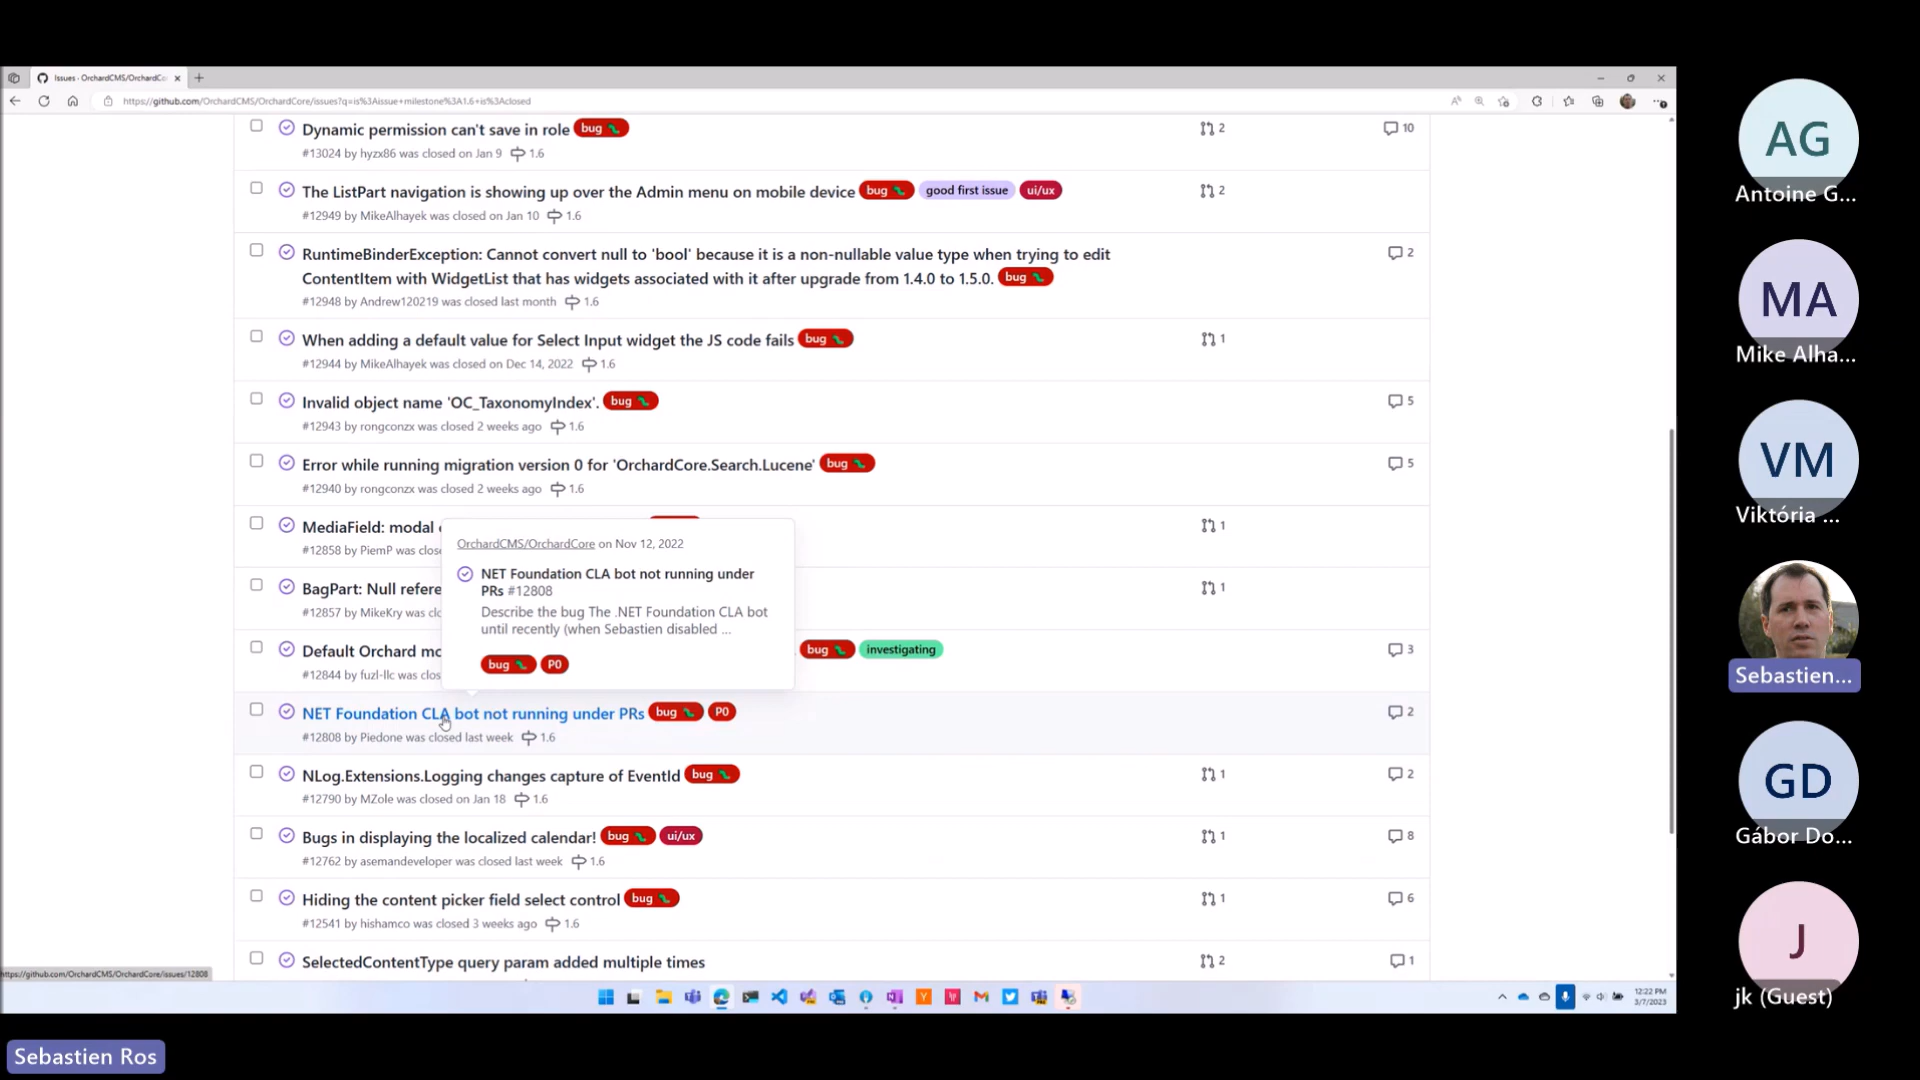 Issues · OrchardCMS/OrchardCo
https://github.com/OrchardCMS/OrchardCore/issues?q=is%3Aissue+milestone%3A1.6+is%3Aclosed
Dynamic permission can't save in role bug 2 10
#13024 by hyzx86 was closed on Jan 9 1.6
The ListPart navigation is showing up over the Admin menu on mobile device bug good first issue ui/ux 2
#12949 by MikeAlhayek was closed on Jan 10 1.6
RuntimeBinderException: Cannot convert null to 'bool' because it is a non-nullable value type when trying to edit 2
ContentItem with WidgetList that has widgets associated with it after upgrade from 1.4.0 to 1.5.0. bug
#12948 by Andrew120219 was closed last month 1.6
When adding a default value for Select Input widget the JS code fails bug 1
#12944 by MikeAlhayek was closed on Dec 14, 2022 1.6
Invalid object name 'OC_TaxonomyIndex'. bug 5
#12943 by rongconzx was closed 2 weeks ago 1.6
Error while running migration version 0 for 'OrchardCore.Search.Lucene' bug 5
#12940 by rongconzx was closed 2 weeks ago 1.6
MediaField: modal 1
#12858 by PiemP was close
OrchardCMS/OrchardCore on Nov 12, 2022
NET Foundation CLA bot not running under
PRs #12808
Describe the bug The .NET Foundation CLA bot
until recently (when Sebastien disabled ...
bug P0
BagPart: Null refere 1
#12857 by MikeKry was clo
Default Orchard mo bug investigating 3
#12844 by fuzl-llc was clos
NET Foundation CLA bot not running under PRs bug P0 2
#12808 by Piedone was closed last week 1.6
NLog.Extensions.Logging changes capture of EventId bug 1 2
#12790 by MZole was closed on Jan 18 1.6
Bugs in displaying the localized calendar! bug ui/ux 1 8
#12762 by asemandeveloper was closed last week 1.6
Hiding the content picker field select control bug 1 6
#12541 by hishamco was closed 3 weeks ago 1.6
SelectedContentType query param added multiple times 2 1
https://github.com/OrchardCMS/OrchardCore/issues/12808
12:22 PM
3/7/2023
AG
Antoine G...
MA
Mike Alha...
VM
Viktória ...
Sebastien...
GD
Gábor Do...
J
jk (Guest)
Sebastien Ros